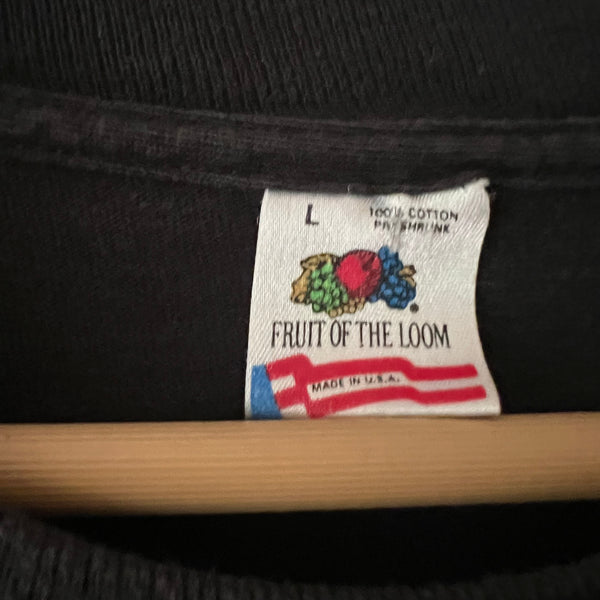 L
100% COTTON
PRESHRUNK
®
FRUIT OF THE LOOM
MADE IN U.S.A.